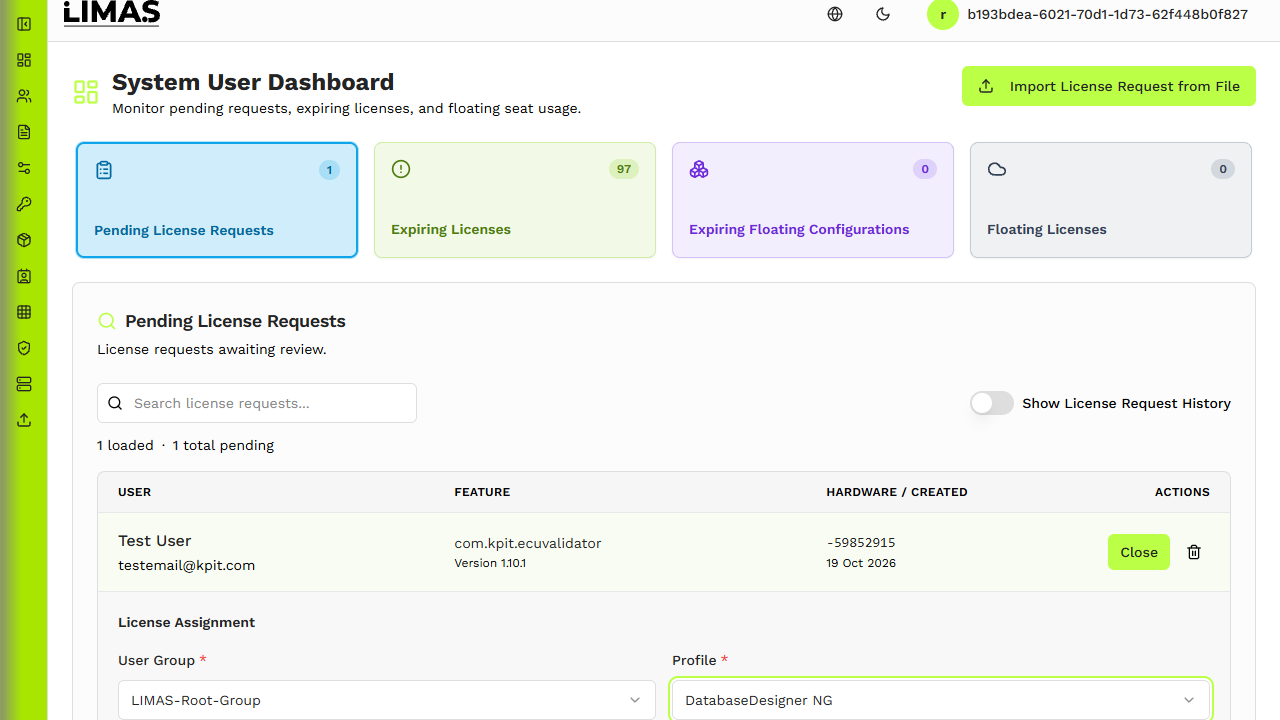 LIMAS
r b193bdea-6021-70d1-1d73-62f448b0f827
System User Dashboard
Monitor pending requests, expiring licenses, and floating seat usage.
Import License Request from File
1
Pending License Requests
97
Expiring Licenses
0
Expiring Floating Configurations
0
Floating Licenses
Pending License Requests
License requests awaiting review.
Search license requests...
Show License Request History
1 loaded · 1 total pending
USER FEATURE HARDWARE / CREATED ACTIONS
Test User com.kpit.ecuvalidator -59852915 Close
testemail@kpit.com Version 1.10.1 19 Oct 2026
License Assignment
User Group * Profile *
LIMAS-Root-Group DatabaseDesigner NG